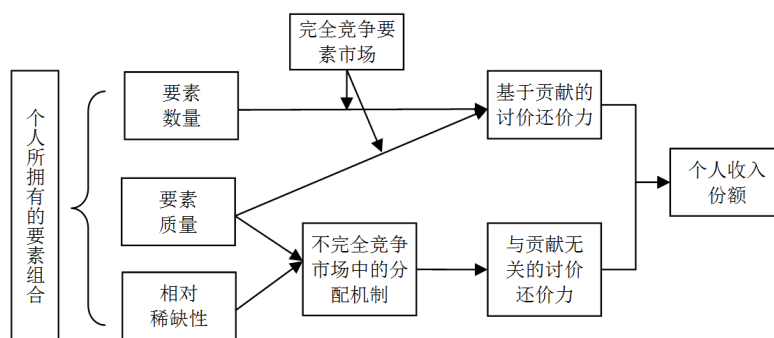 完全竞争要
素市场
个人所拥有的要素组合
要素
数量
基于贡献的
讨价还价力
要素
质量
个人收入
份额
不完全竞争
市场中的分
配机制
与贡献无
关的讨价
还价力
相对
稀缺性